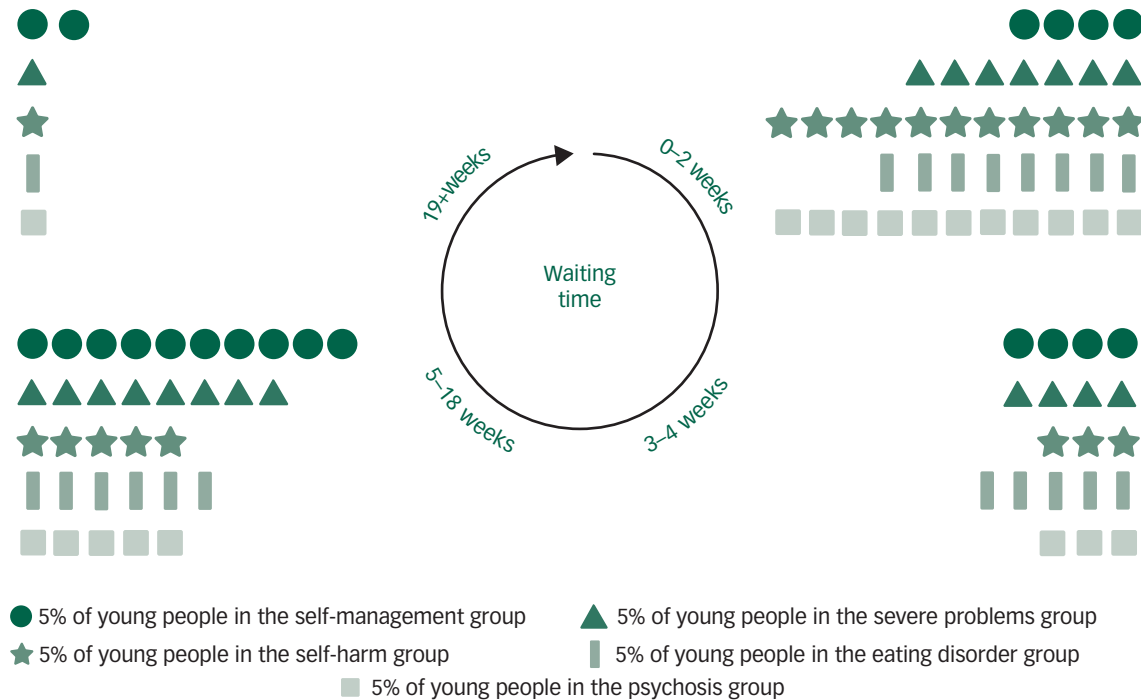 0–2 weeks
19+weeks
Waiting
time
5–18 weeks
3–4 weeks
5% of young people in the self-management group
5% of young people in the severe problems group
5% of young people in the self-harm group
5% of young people in the eating disorder group
5% of young people in the psychosis group